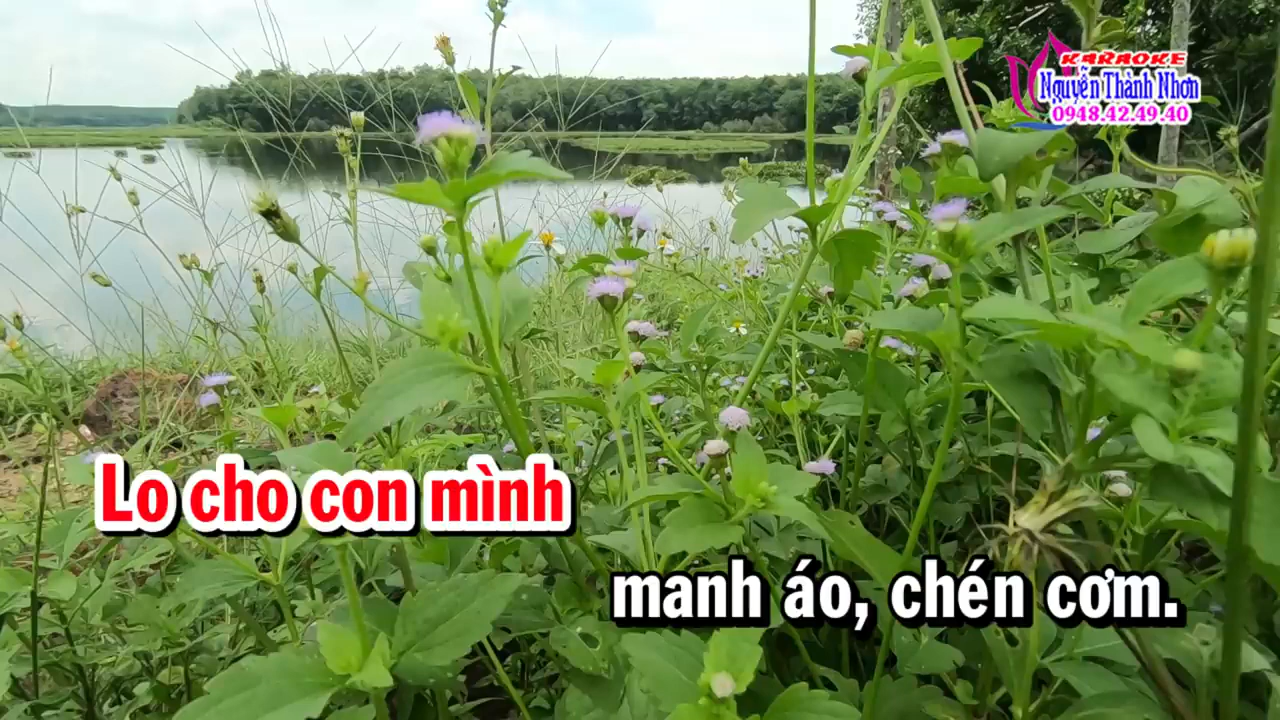 KARAOKE
Nguyễn Thành Nhơn
0948.42.49.40
Lo cho con mình
manh áo, chén cơm.